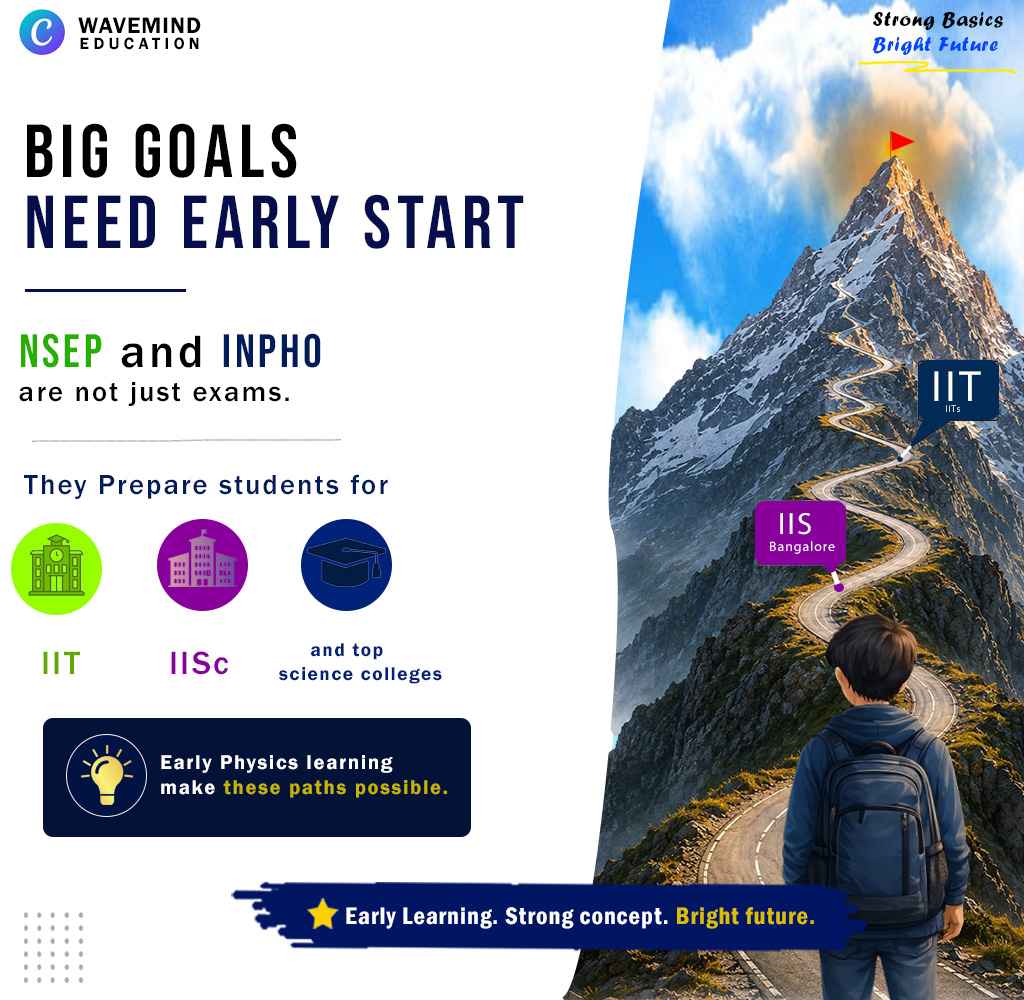 C WAVEMIND
EDUCATION
Strong Basics
Bright Future
BIG GOALS
NEED EARLY START
NSEP and INPHO
are not just exams.
They Prepare students for
IIT
IISc
and top
science colleges
Early Physics learning
make these paths possible.
IIT
IITs
IIS
Bangalore
Early Learning. Strong concept. Bright future.